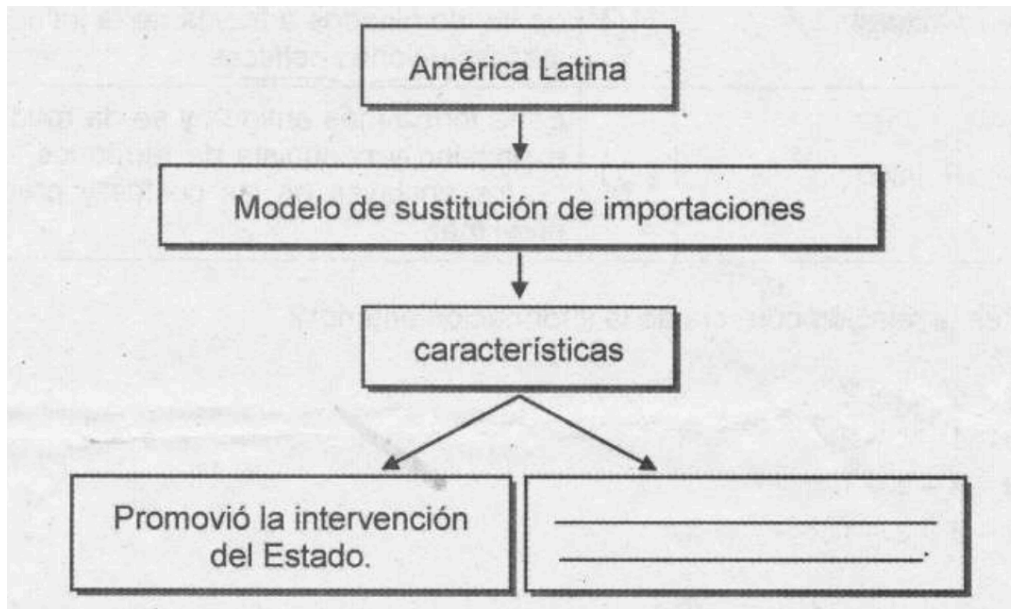 América Latina
Modelo de sustitución de importaciones
características
Promovió la intervención
del Estado.